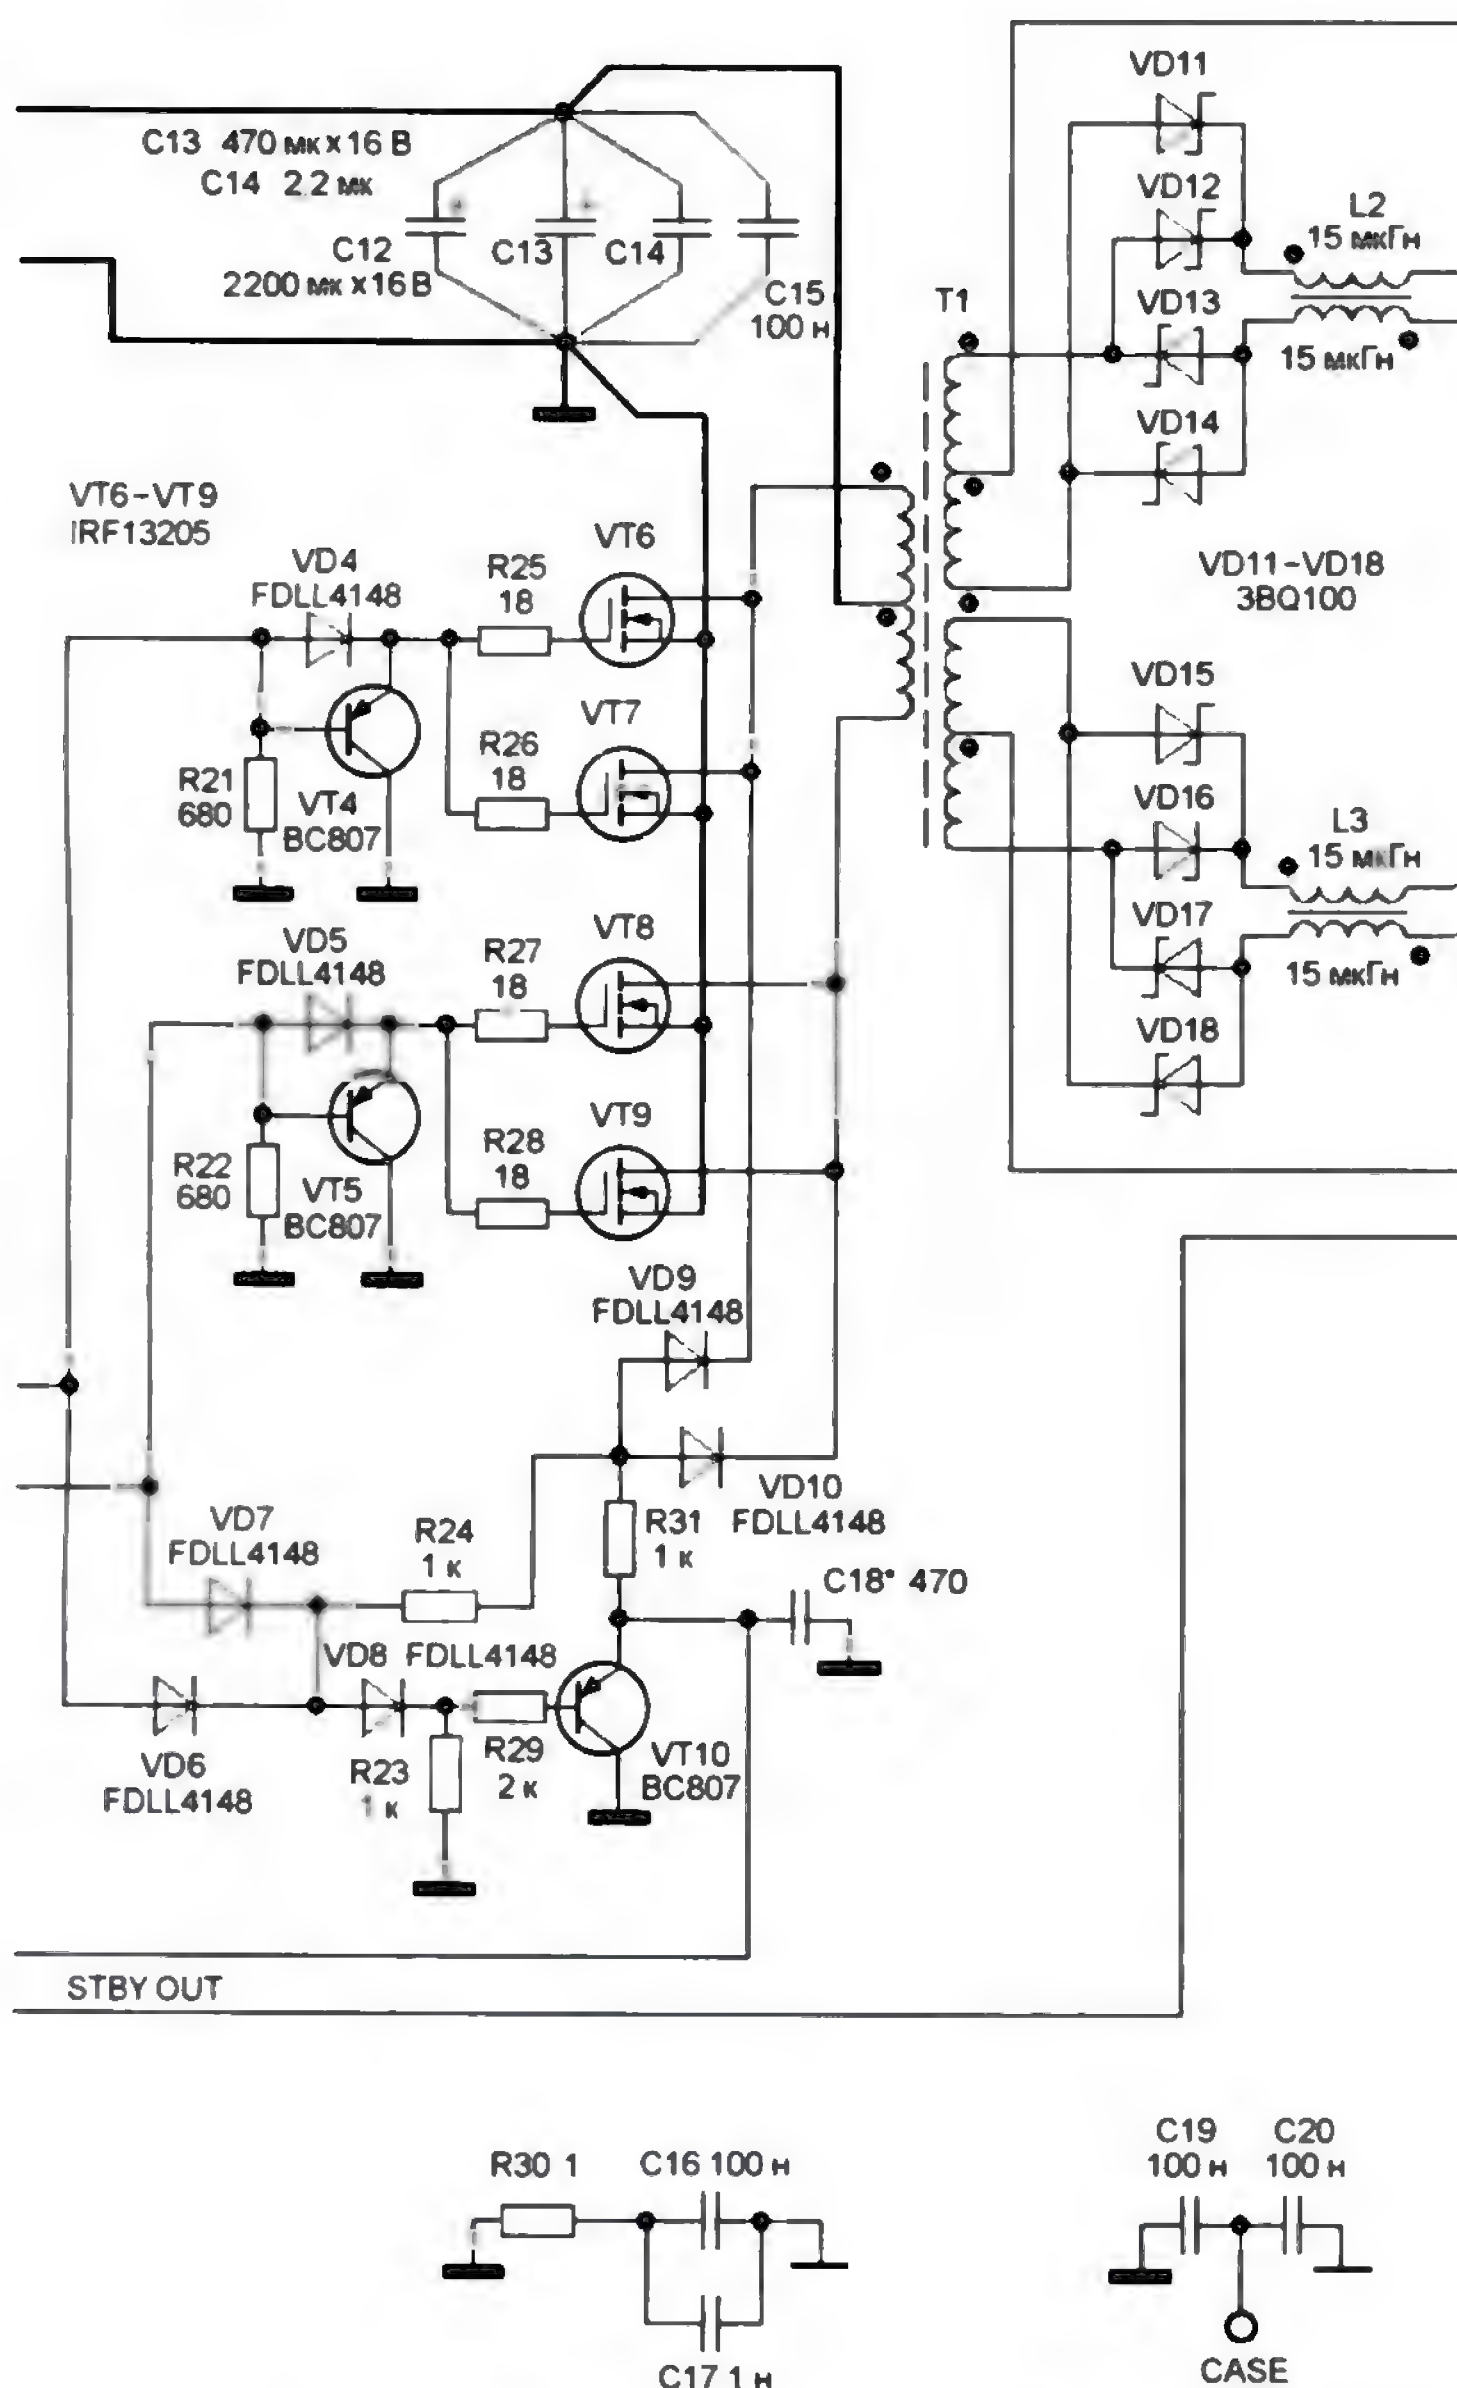 VD11
C13 470 мк x 16 В
C14 2.2 мк
VD12
L2
15 мкГн
C12
2200 мк x 16 В
C13
C14
C15
100 н
T1
VD13
15 мкГн
VD14
VT6-VT9
IRF13205
VD4
FDLL4148
R25
18
VT6
VD11-VD18
3BQ100
VD15
R26
18
VT7
R21
680
VT4
BC807
VD16
L3
15 мкГн
VD5
FDLL4148
R27
18
VT8
VD17
15 мкГн
VD18
R22
680
VT5
BC807
R28
18
VT9
VD9
FDLL4148
VD10
FDLL4148
VD7
FDLL4148
R24
1 к
R31
1 к
C18* 470
VD8 FDLL4148
VD6
FDLL4148
R23
1 к
R29
2 к
VT10
BC807
STBY OUT
R30 1
C16 100 н
C19
100 н
C20
100 н
C17 1 н
CASE